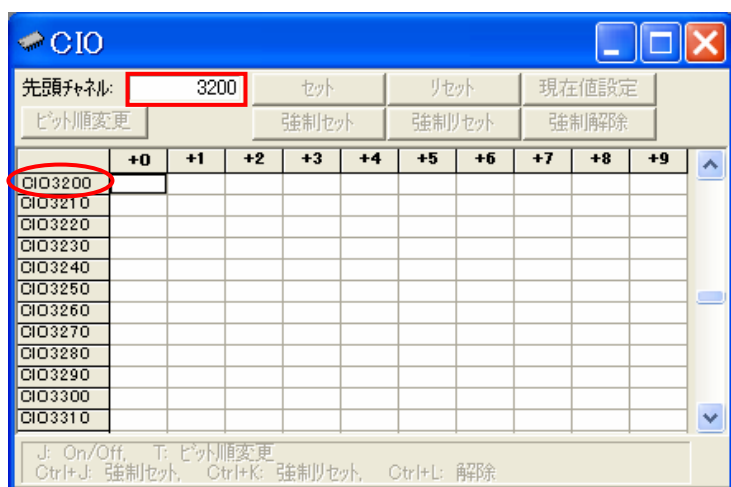 CIO
先頭チャネル: 3200 セット リセット 現在値設定
ビット順変更 強制セット 強制リセット 強制解除
+0 +1 +2 +3 +4 +5 +6 +7 +8 +9
CIO3200
CIO3210
CIO3220
CIO3230
CIO3240
CIO3250
CIO3260
CIO3270
CIO3280
CIO3290
CIO3300
CIO3310
J: On/Off, T: ビット順変更
Ctrl+J: 強制セット, Ctrl+K: 強制リセット, Ctrl+L: 解除